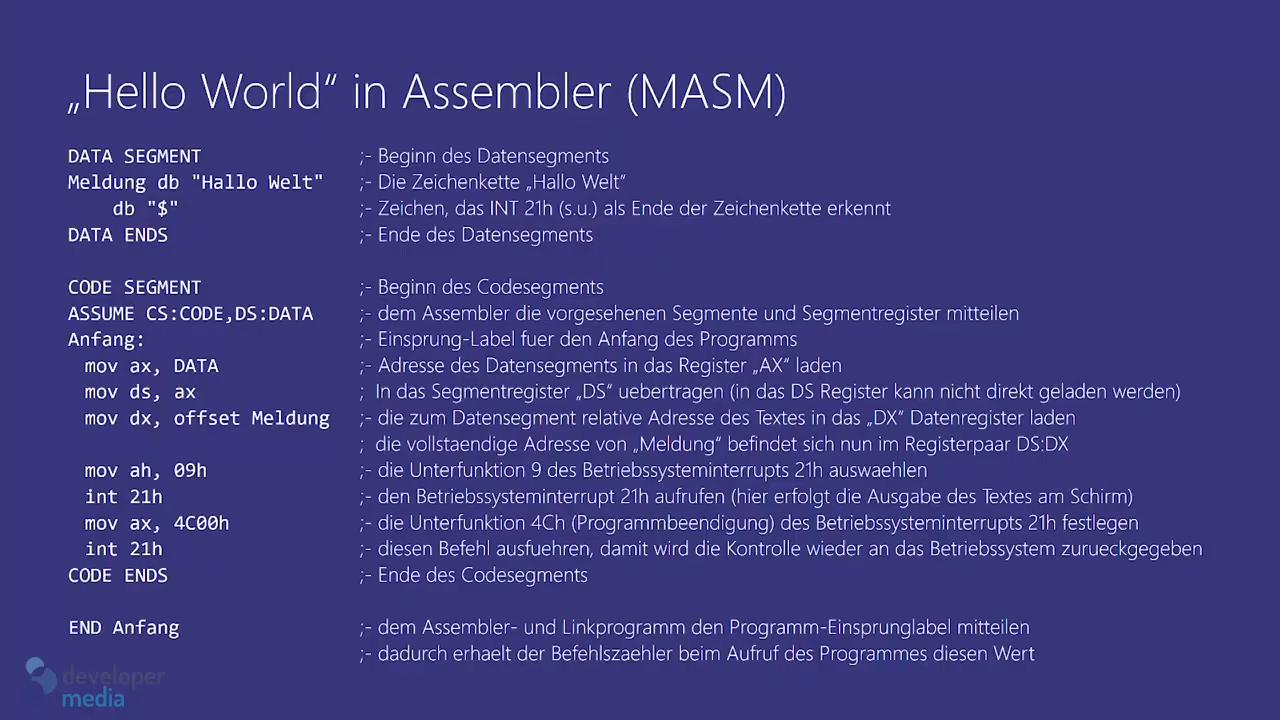 „Hello World“ in Assembler (MASM)
DATA SEGMENT ;- Beginn des Datensegments
Meldung db "Hallo Welt" ;- Die Zeichenkette „Hallo Welt“
db "$" ;- Zeichen, das INT 21h (s.u.) als Ende der Zeichenkette erkennt
DATA ENDS ;- Ende des Datensegments
CODE SEGMENT ;- Beginn des Codesegments
ASSUME CS:CODE,DS:DATA ;- dem Assembler die vorgesehenen Segmente und Segmentregister mitteilen
Anfang: ;- Einsprung-Label fuer den Anfang des Programms
mov ax, DATA ;- Adresse des Datensegments in das Register „AX“ laden
mov ds, ax ; In das Segmentregister „DS“ uebertragen (in das DS Register kann nicht direkt geladen werden)
mov dx, offset Meldung ;- die zum Datensegment relative Adresse des Textes in das „DX“ Datenregister laden
; die vollstaendige Adresse von „Meldung“ befindet sich nun im Registerpaar DS:DX
mov ah, 09h ;- die Unterfunktion 9 des Betriebssysteminterrupts 21h auswaehlen
int 21h ;- den Betriebssysteminterrupt 21h aufrufen (hier erfolgt die Ausgabe des Textes am Schirm)
mov ax, 4C00h ;- die Unterfunktion 4Ch (Programmbeendigung) des Betriebssysteminterrupts 21h festlegen
int 21h ;- diesen Befehl ausfuehren, damit wird die Kontrolle wieder an das Betriebssystem zurueckgegeben
CODE ENDS ;- Ende des Codesegments
END Anfang ;- dem Assembler- und Linkprogramm den Programm-Einsprunglabel mitteilen
;- dadurch erhaelt der Befehlszaehler beim Aufruf des Programmes diesen Wert
developer
media